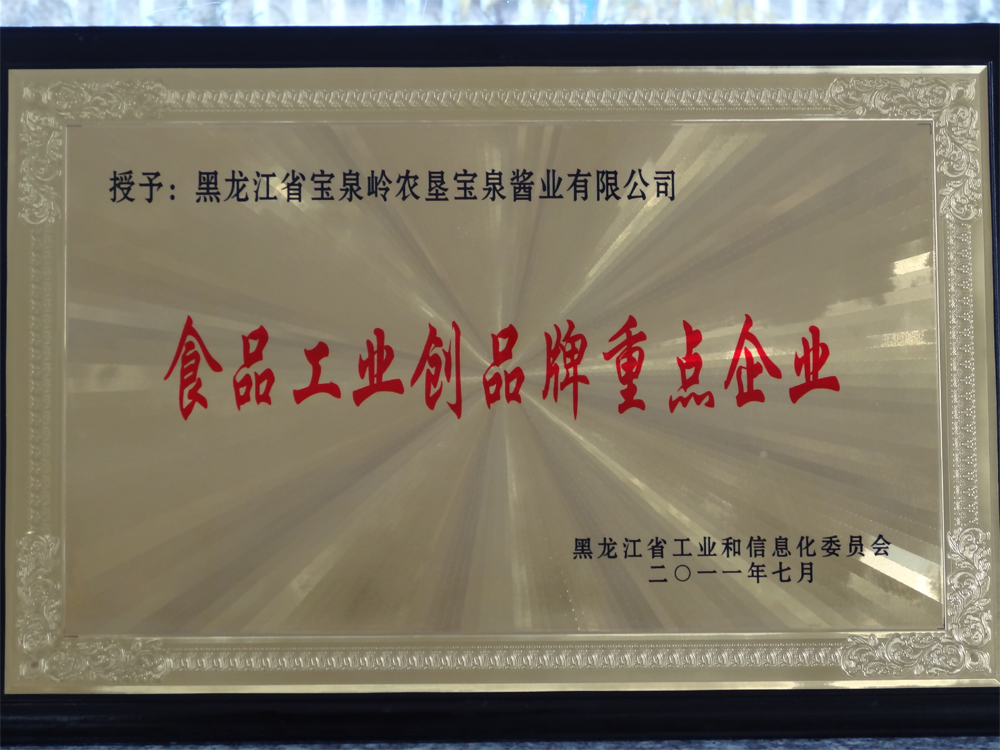 授予：黑龙江省宝泉岭农垦宝泉酱业有限公司
食品工业创品牌重点企业
黑龙江省工业和信息化委员会
二〇一一年七月